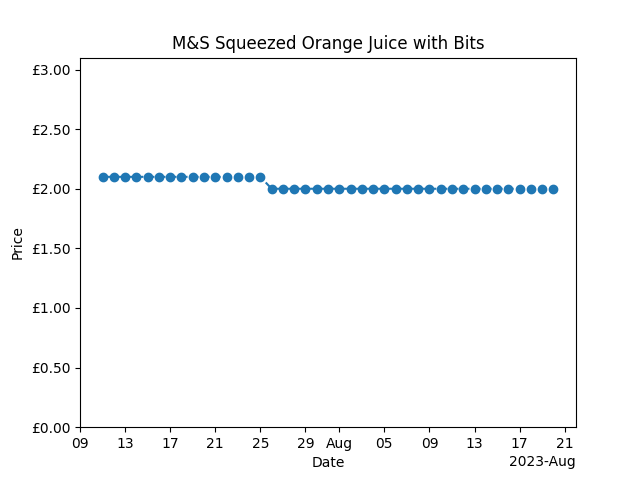 M&S Squeezed Orange Juice with Bits
£3.00
£2.50
£2.00
£1.50
£1.00
£0.50
£0.00
Price
09 13 17 21 25 29 Aug 05 09 13 17 21
Date
2023-Aug